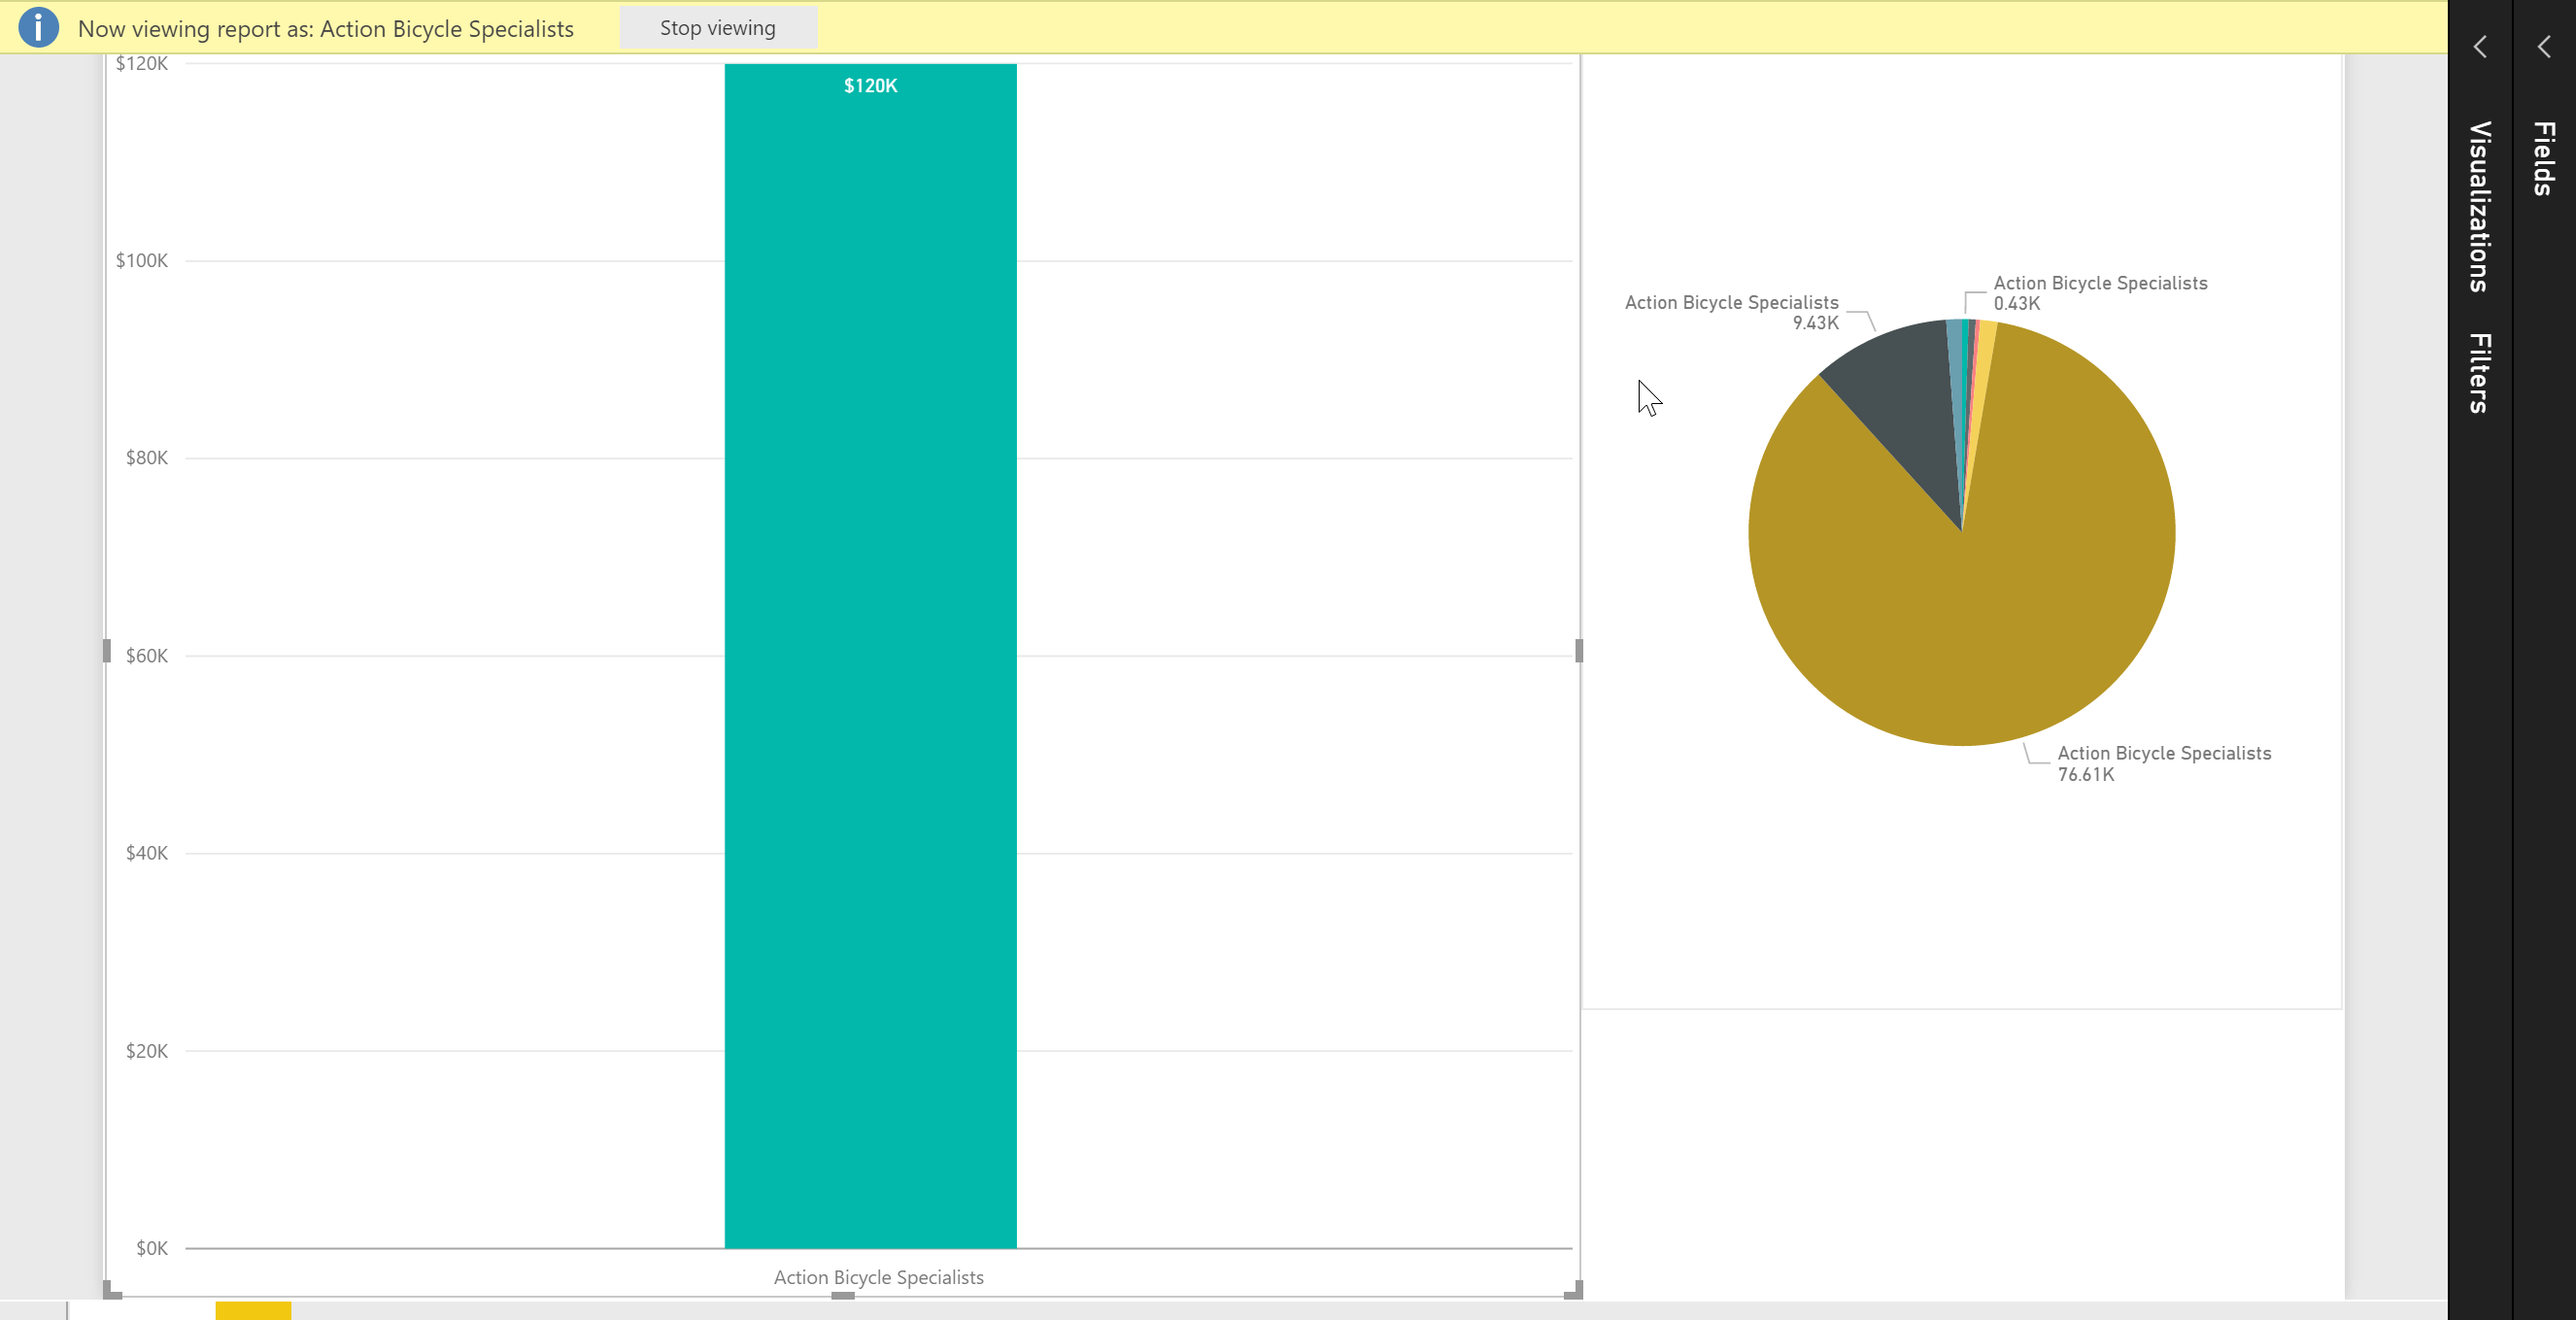 Now viewing report as: Action Bicycle Specialists
Stop viewing
$120K
$120K
$100K
$80K
$60K
$40K
$20K
$0K
Action Bicycle Specialists
Action Bicycle Specialists
9.43K
Action Bicycle Specialists
0.43K
Action Bicycle Specialists
76.61K
Visualizations
Filters
Fields